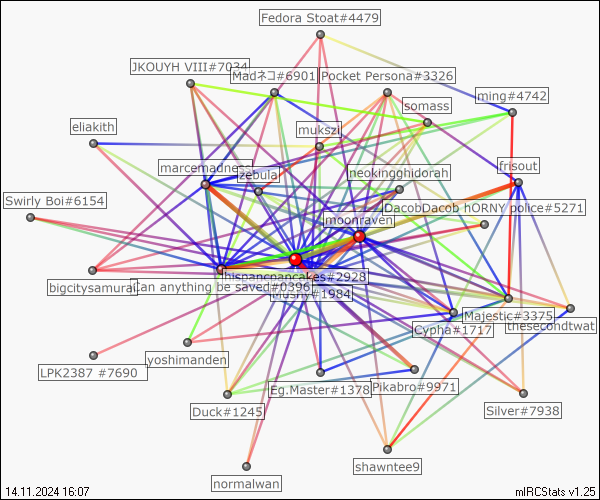 Fedora Stoat#4479
JKOUYH VIII#7034
Madネコ#6901
Pocket Persona#3326
ming#4742
somass
eliakith
mukszi
marcemadness
zebula
neokingghidorah
frisout
Swirly Boi#6154
DacobDacob hORNY police#5271
moonraven
hispancpancakes#2928
bigcitysamurai
Can anything be saved#0396
Mushy#1984
Majestic#3375
Cypha#1717
thesecondtwat
yoshimanden
LPK2387 #7690
Eg.Master#1378
Pikabro#9971
Duck#1245
Silver#7938
shawntee9
normalwan
14.11.2024 16:07
mIRCStats v1.25